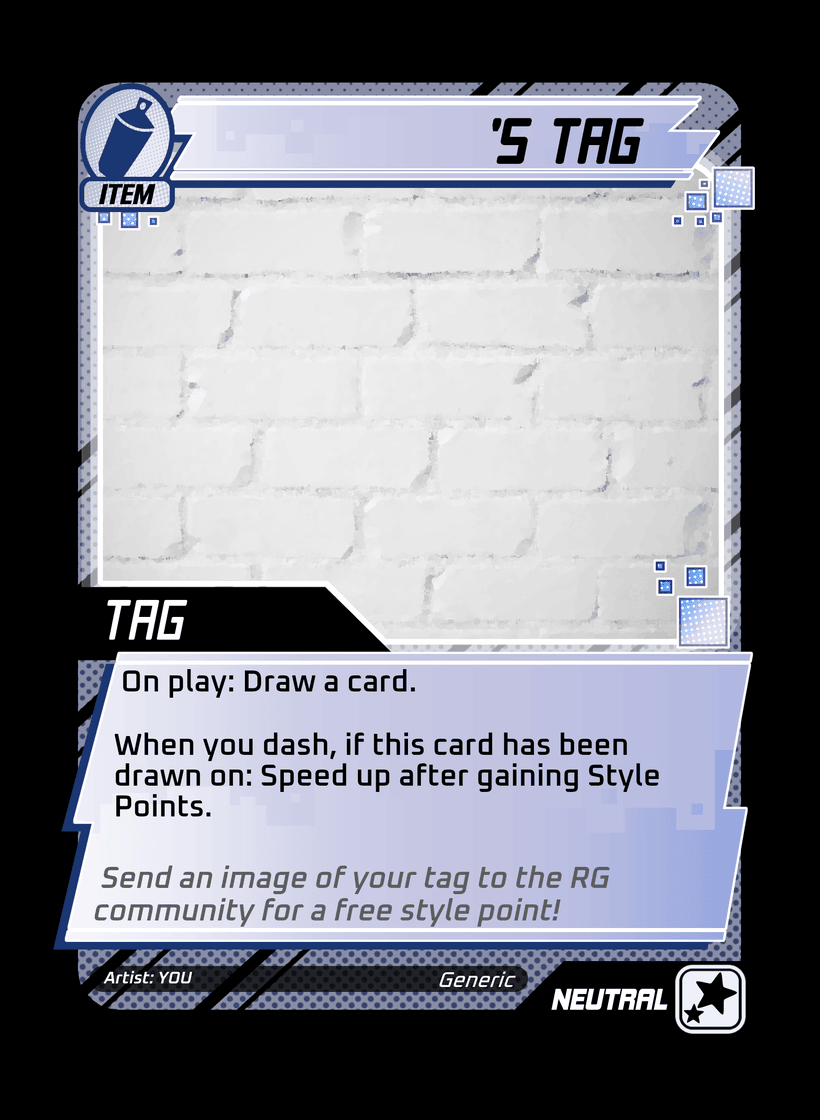 'S TAG
ITEM
TAG
On play: Draw a card.
When you dash, if this card has been
drawn on: Speed up after gaining Style
Points.
Send an image of your tag to the RG
community for a free style point!
Artist: YOU
Generic
NEUTRAL